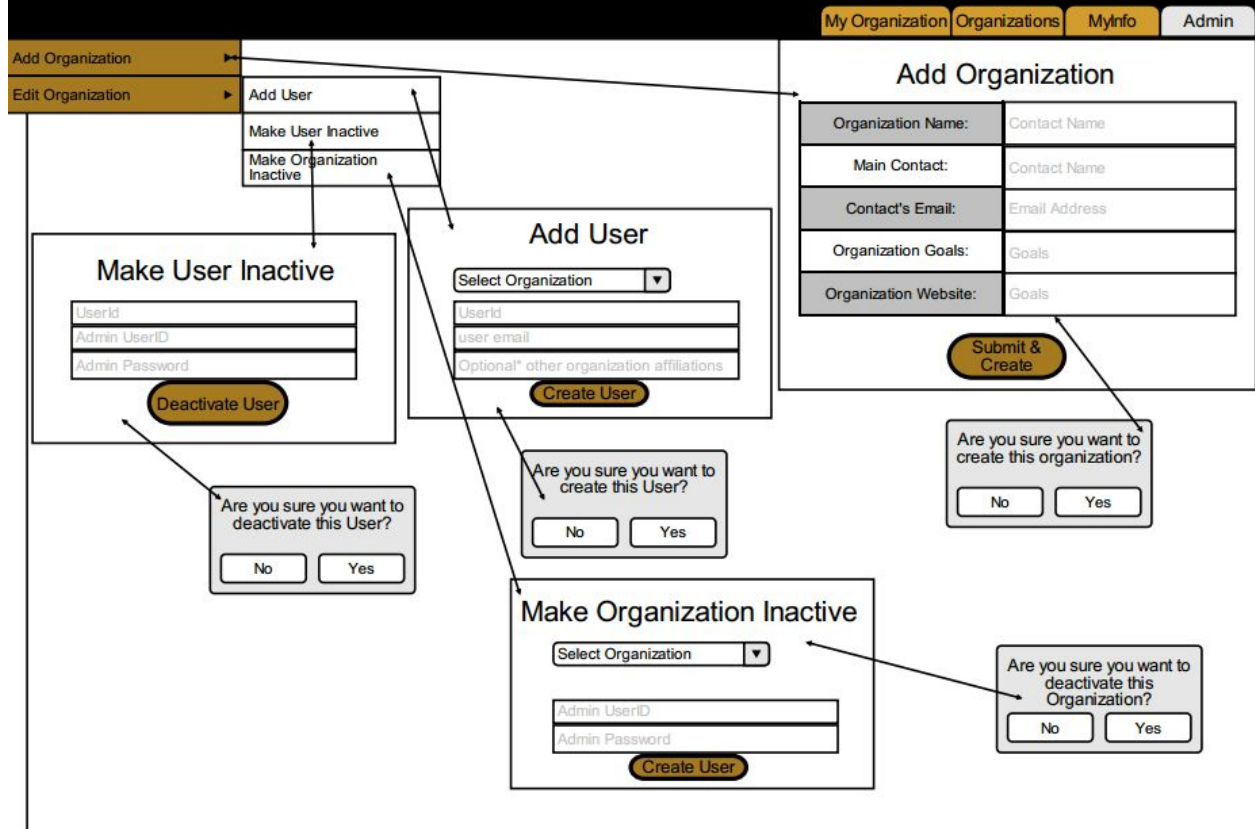 My Organization
Organizations
MyInfo
Admin
Add Organization
Edit Organization
Add User
Make User Inactive
Make Organization
Inactive
Add Organization
Organization Name:
Contact Name
Main Contact:
Contact Name
Contact's Email:
Email Address
Organization Goals:
Goals
Organization Website:
Goals
Submit &
Create
Are you sure you want to
create this organization?
No
Yes
Make User Inactive
UserId
Admin UserID
Admin Password
Deactivate User
Are you sure you want to
deactivate this User?
No
Yes
Add User
Select Organization
UserId
user email
Optional* other organization affiliations
Create User
Are you sure you want to
create this User?
No
Yes
Make Organization Inactive
Select Organization
Admin UserID
Admin Password
Create User
Are you sure you want to
deactivate this
Organization?
No
Yes